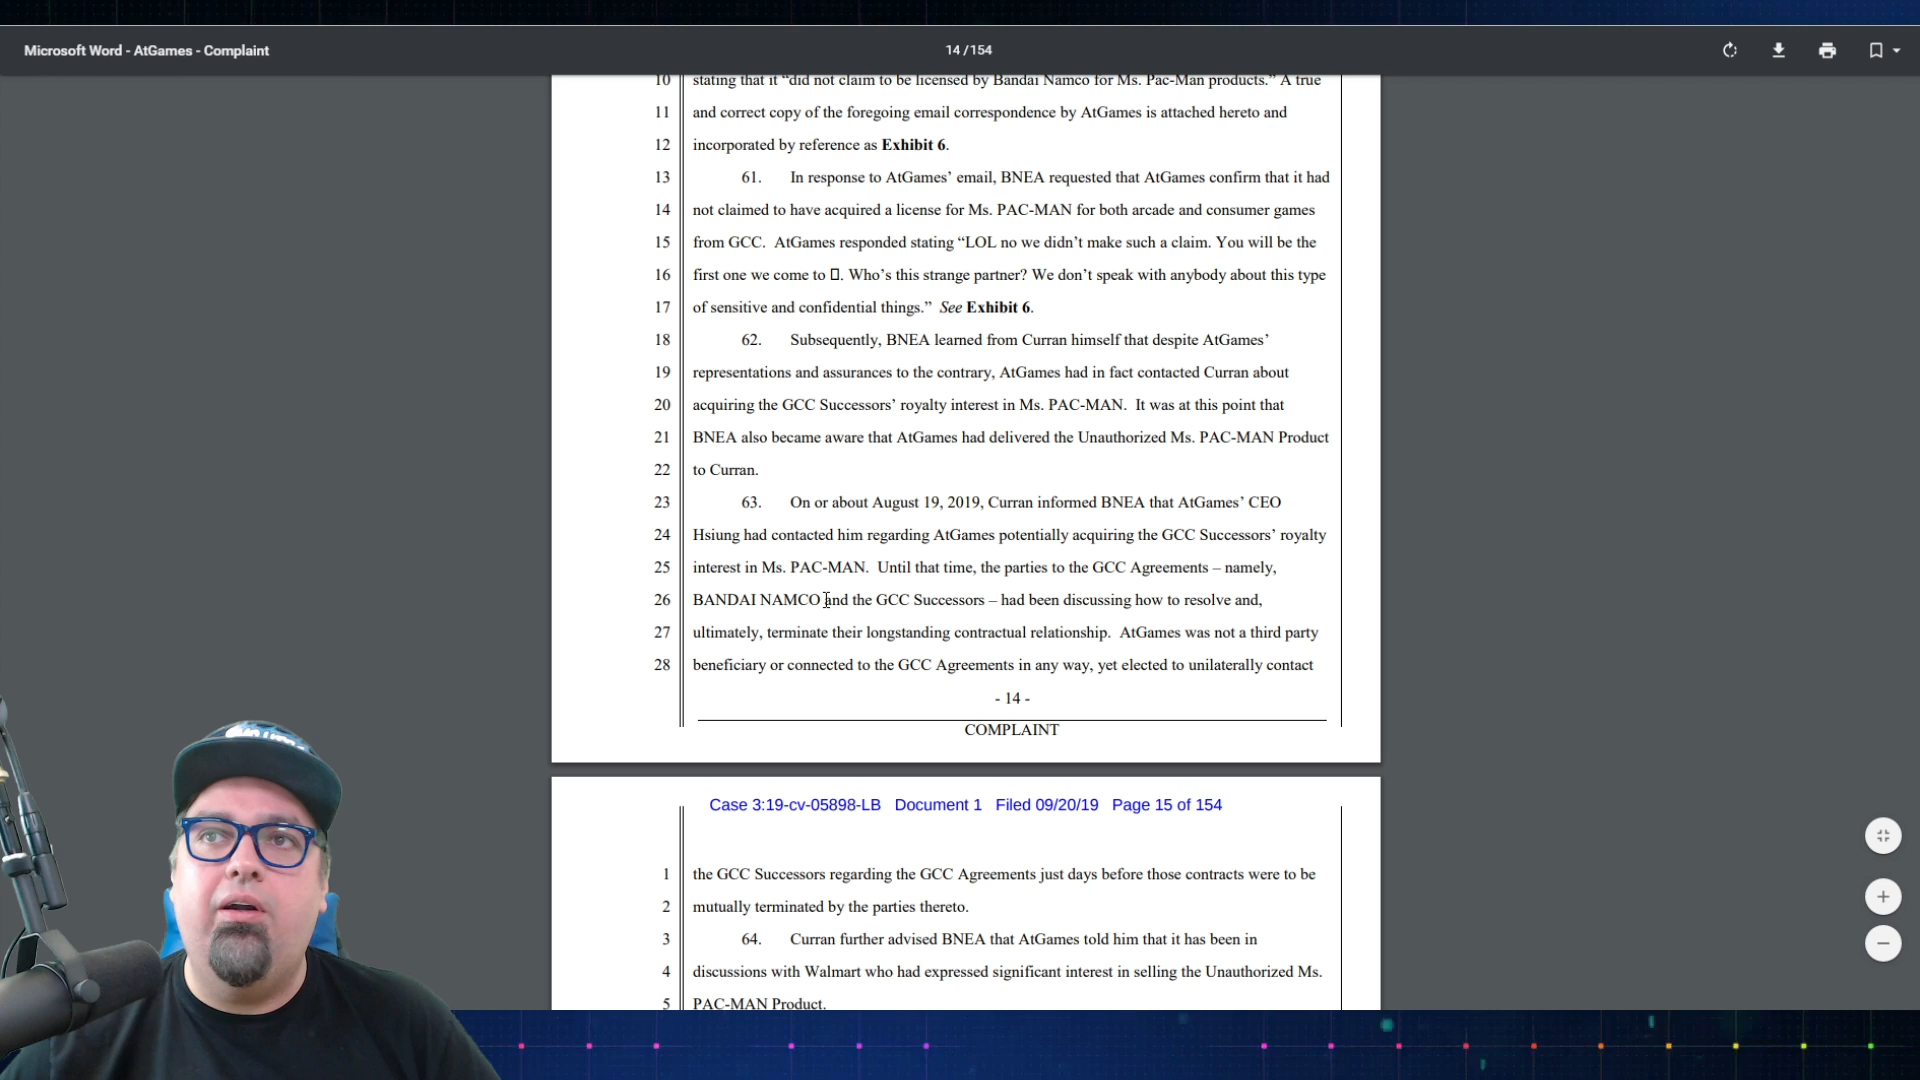 Microsoft Word - AtGames - Complaint
14 / 154
10 stating that it “did not claim to be licensed by Bandai Namco for Ms. Pac-Man products.” A true
11 and correct copy of the foregoing email correspondence by AtGames is attached hereto and
12 incorporated by reference as Exhibit 6.
13 61. In response to AtGames’ email, BNEA requested that AtGames confirm that it had
14 not claimed to have acquired a license for Ms. PAC-MAN for both arcade and consumer games
15 from GCC. AtGames responded stating “LOL no we didn’t make such a claim. You will be the
16 first one we come to ▯. Who’s this strange partner? We don’t speak with anybody about this type
17 of sensitive and confidential things.” See Exhibit 6.
18 62. Subsequently, BNEA learned from Curran himself that despite AtGames’
19 representations and assurances to the contrary, AtGames had in fact contacted Curran about
20 acquiring the GCC Successors’ royalty interest in Ms. PAC-MAN. It was at this point that
21 BNEA also became aware that AtGames had delivered the Unauthorized Ms. PAC-MAN Product
22 to Curran.
23 63. On or about August 19, 2019, Curran informed BNEA that AtGames’ CEO
24 Hsiung had contacted him regarding AtGames potentially acquiring the GCC Successors’ royalty
25 interest in Ms. PAC-MAN. Until that time, the parties to the GCC Agreements – namely,
26 BANDAI NAMCO and the GCC Successors – had been discussing how to resolve and,
27 ultimately, terminate their longstanding contractual relationship. AtGames was not a third party
28 beneficiary or connected to the GCC Agreements in any way, yet elected to unilaterally contact
- 14 -
COMPLAINT
Case 3:19-cv-05898-LB Document 1 Filed 09/20/19 Page 15 of 154
1 the GCC Successors regarding the GCC Agreements just days before those contracts were to be
2 mutually terminated by the parties thereto.
3 64. Curran further advised BNEA that AtGames told him that it has been in
4 discussions with Walmart who had expressed significant interest in selling the Unauthorized Ms.
5 PAC-MAN Product.